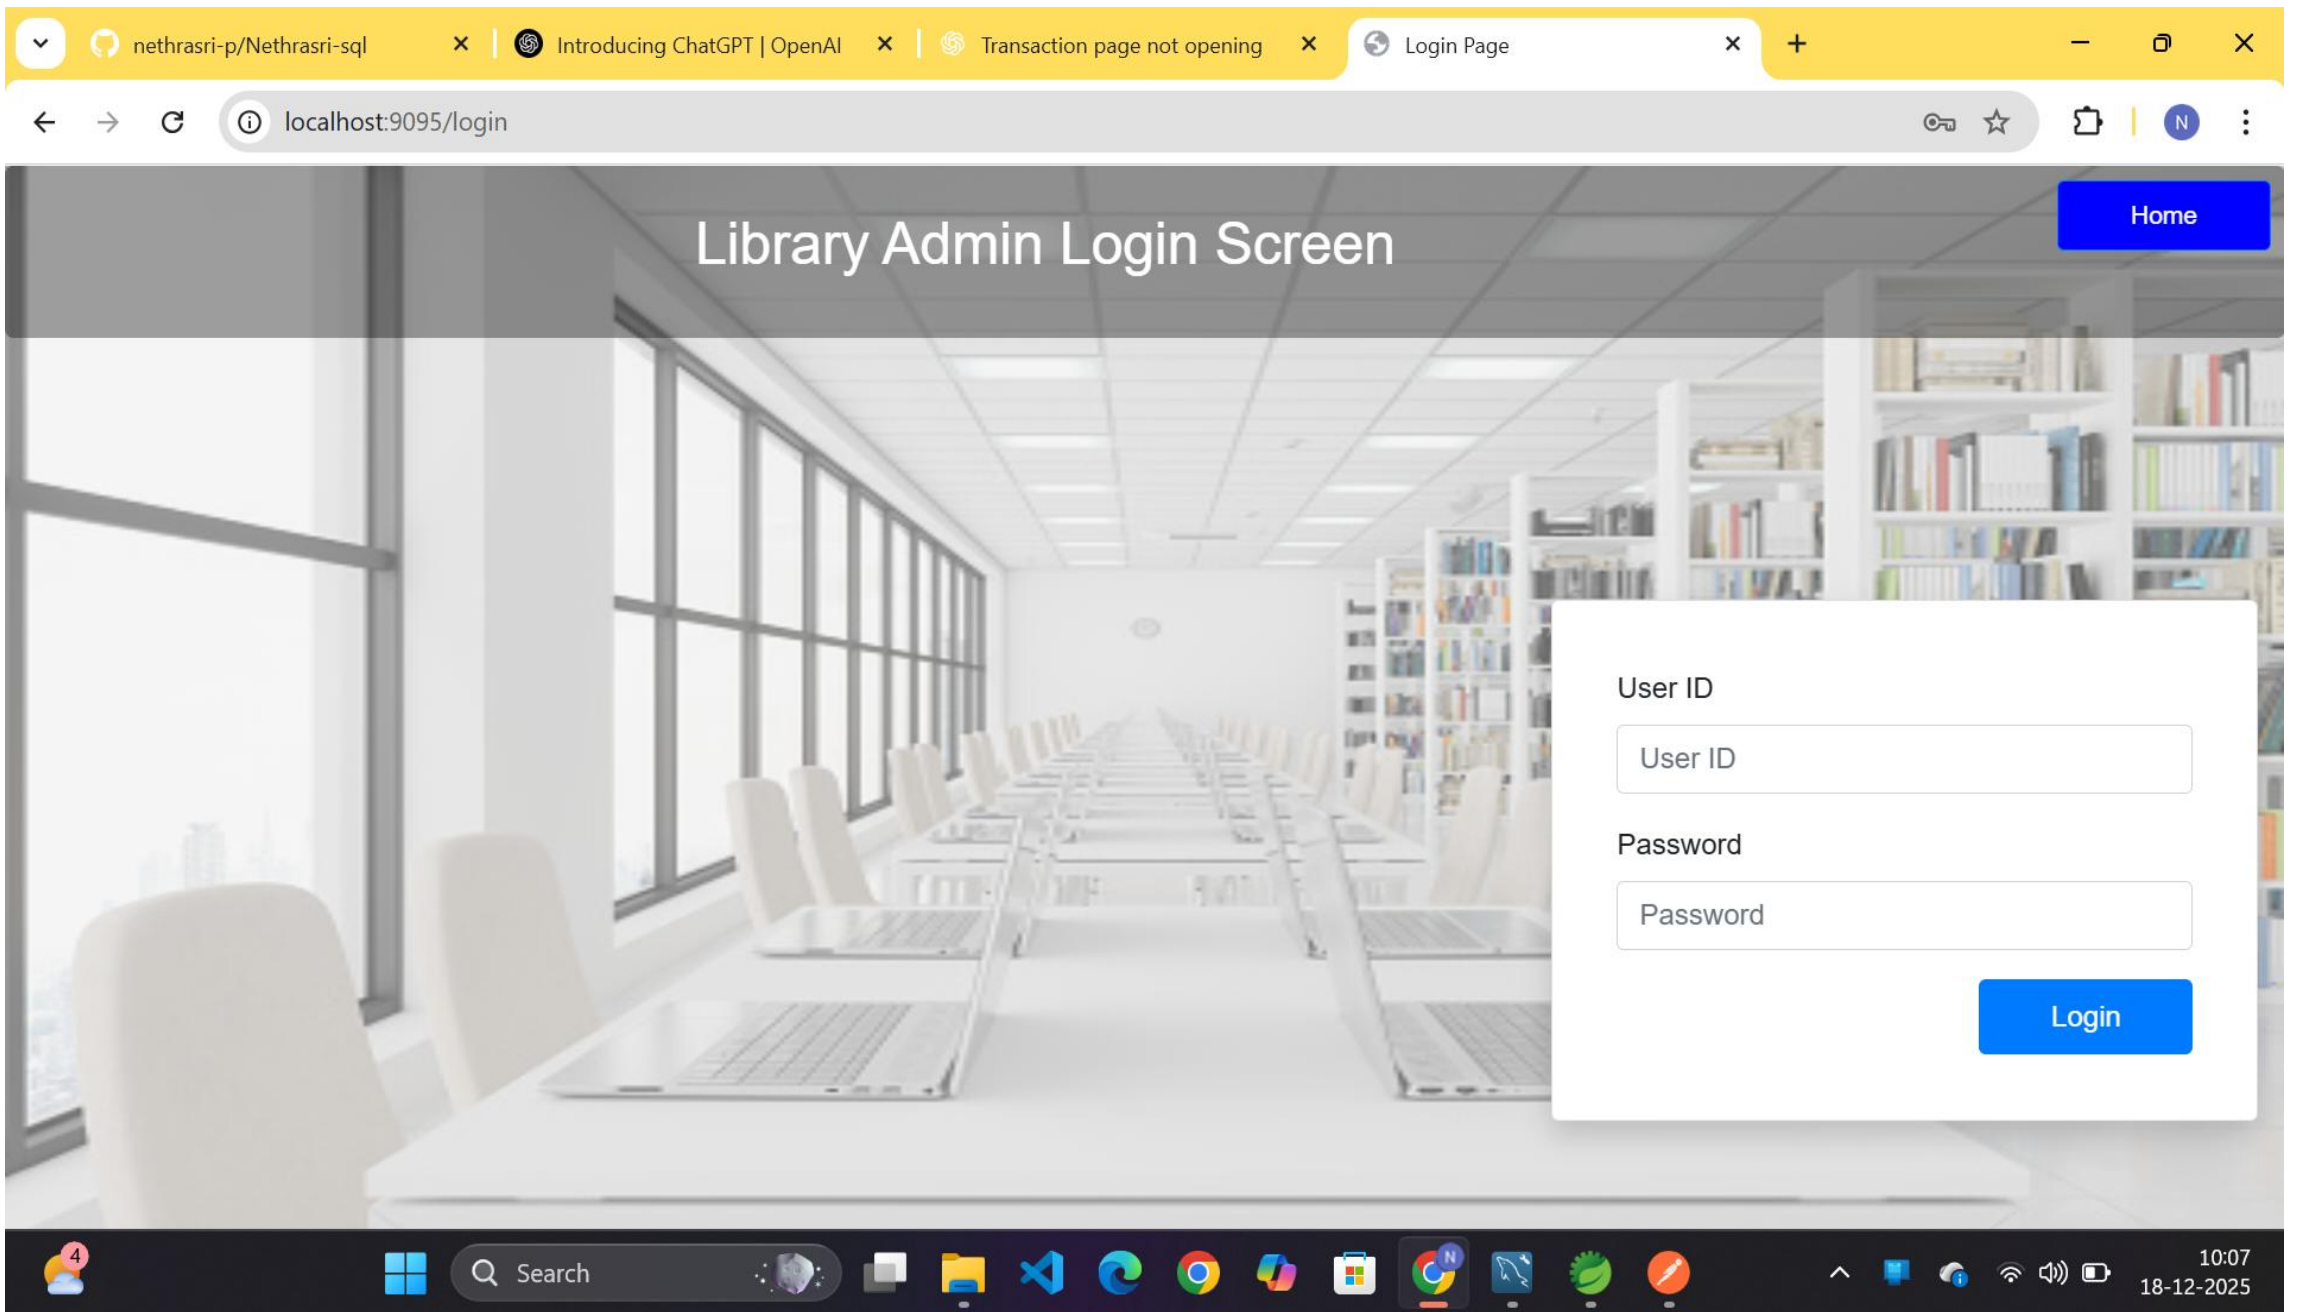 nethrasri-p/Nethrasri-sql
Introducing ChatGPT | OpenAI
Transaction page not opening
Login Page
localhost:9095/login
N
Home
Library Admin Login Screen
User ID
User ID
Password
Password
Login
4
Search
N
10:07
18-12-2025